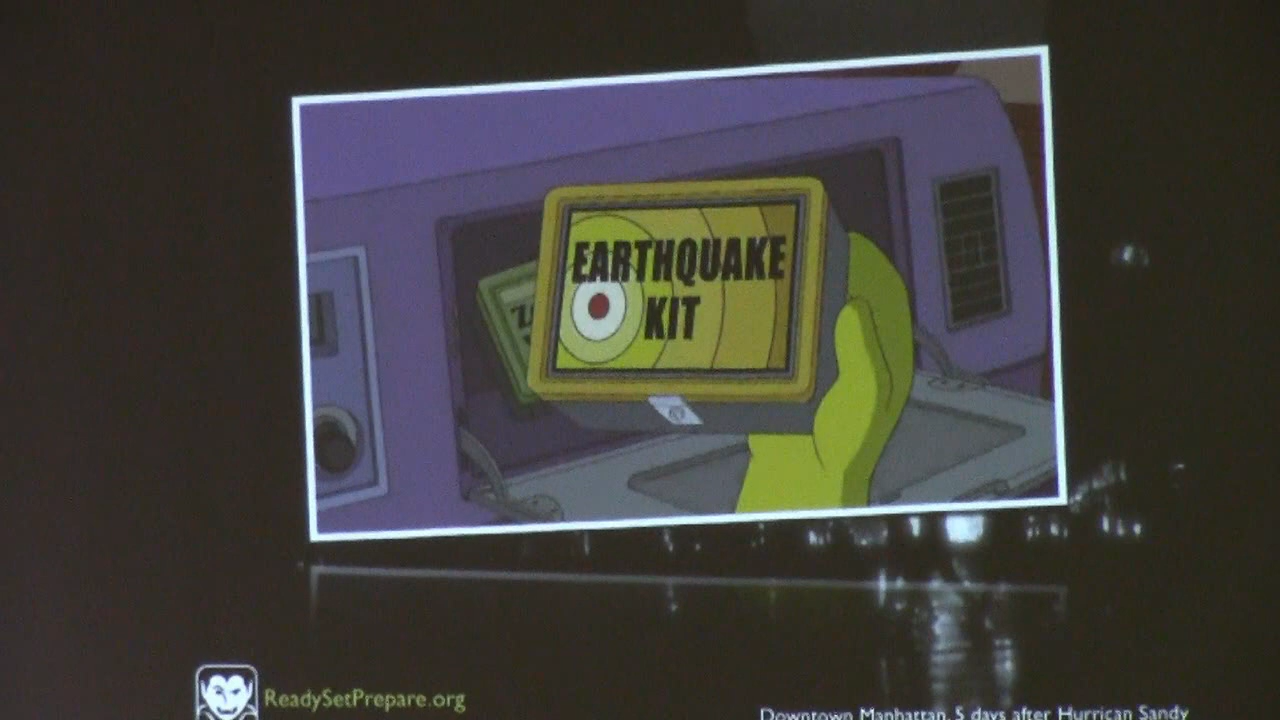 EARTHQUAKE
KIT
ReadySetPrepare.org
Downtown Manhattan, 5 days after Hurrican Sandy